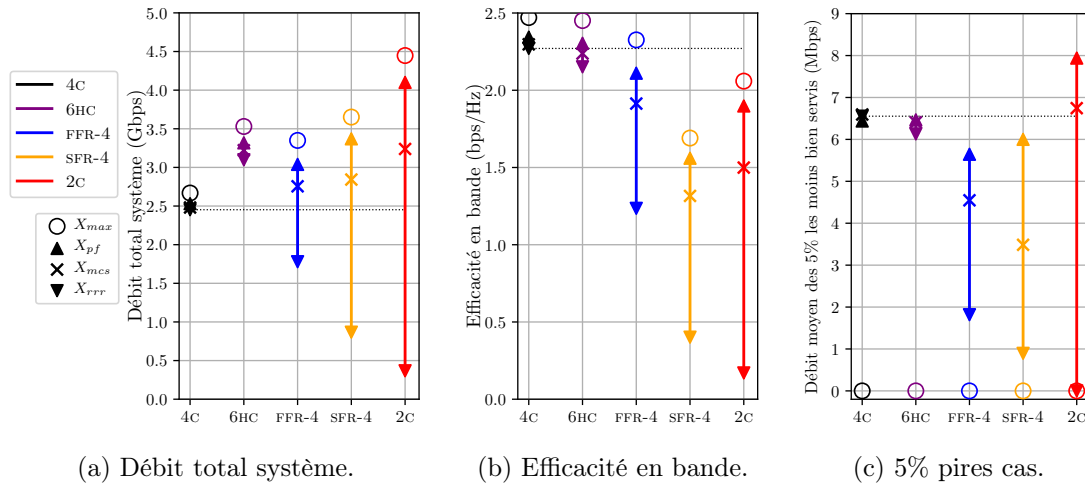 4C
6HC
FFR-4
SFR-4
2C
X_max
X_pf
X_mcs
X_rrr
Débit total système (Gbps)
5.0
4.5
4.0
3.5
3.0
2.5
2.0
1.5
1.0
0.5
0.0
4C 6HC FFR-4 SFR-4 2C
(a) Débit total système.
Efficacité en bande (bps/Hz)
2.5
2.0
1.5
1.0
0.5
0.0
4C 6HC FFR-4 SFR-4 2C
(b) Efficacité en bande.
Débit moyen des 5% les moins bien servis (Mbps)
9
8
7
6
5
4
3
2
1
0
4C 6HC FFR-4 SFR-4 2C
(c) 5% pires cas.